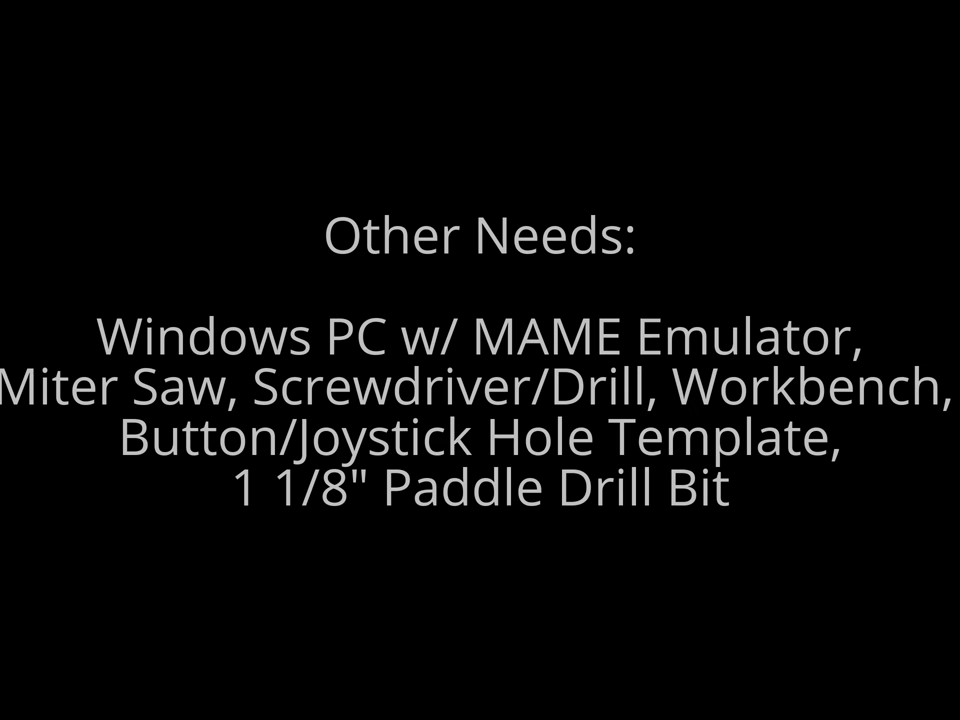 Other Needs:
Windows PC w/ MAME Emulator,
Miter Saw, Screwdriver/Drill, Workbench,
Button/Joystick Hole Template,
1 1/8" Paddle Drill Bit